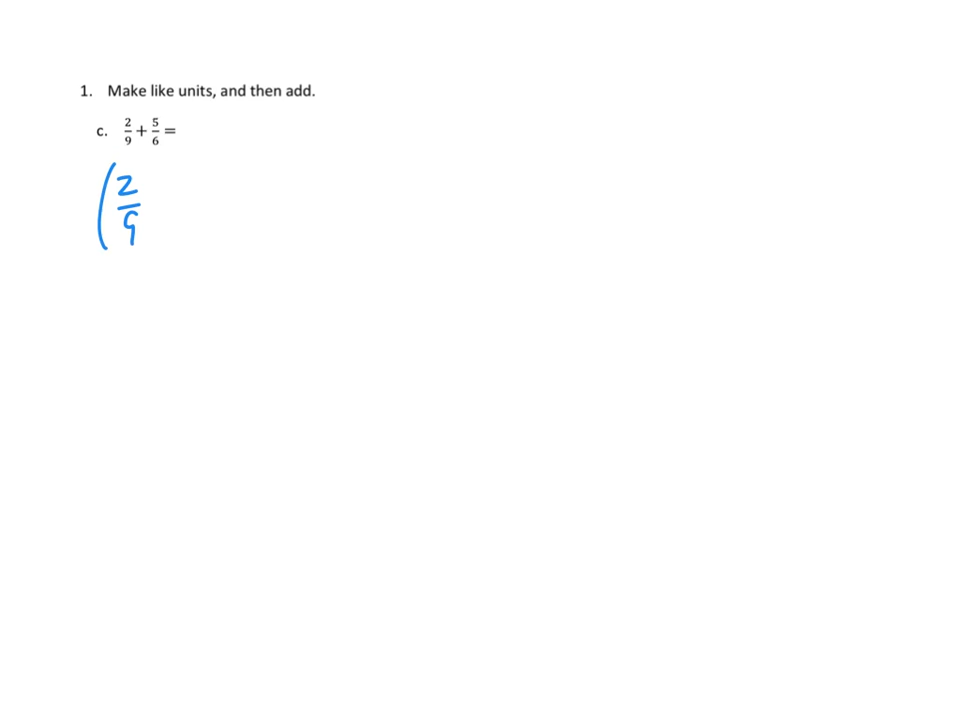 1. Make like units, and then add.
c. 2/9 + 5/6 =
(2/9